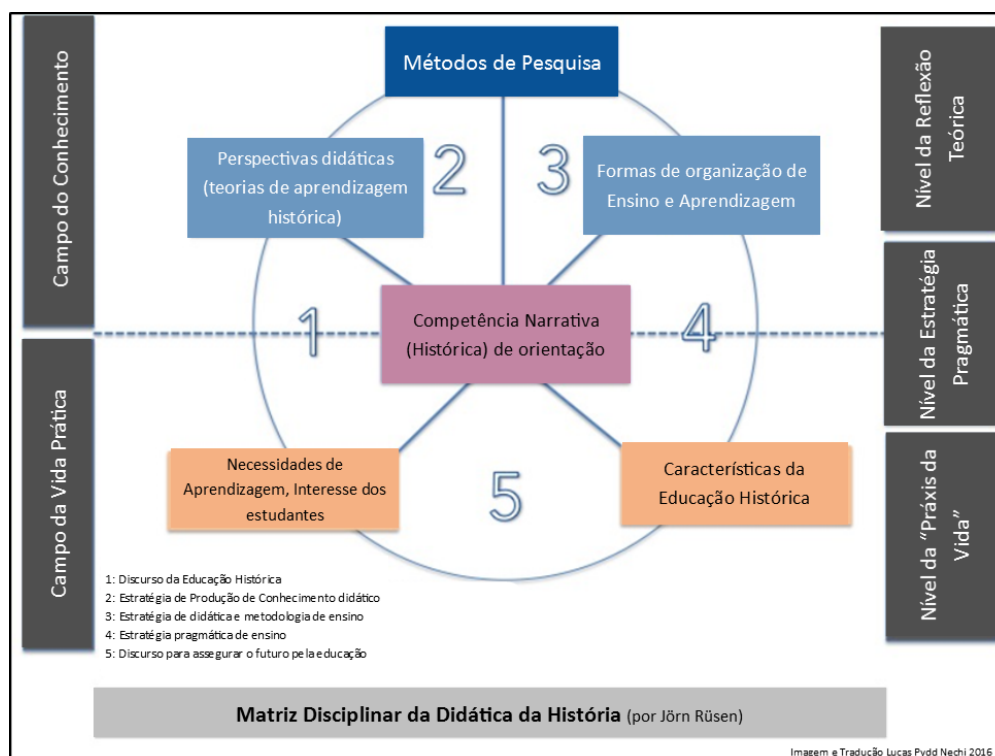 Campo do Conhecimento
Métodos de Pesquisa
Nível da Reflexão
Teórica
Perspectivas didáticas
(teorias de aprendizagem
histórica)
2
3
Formas de organização de
Ensino e Aprendizagem
1
Competência Narrativa
(Histórica) de orientação
4
Nível da Estratégia
Pragmática
Campo da Vida Prática
Necessidades de
Aprendizagem, Interesse dos
estudantes
5
Características da
Educação Histórica
Nível da “Práxis da
Vida”
1: Discurso da Educação Histórica
2: Estratégia de Produção de Conhecimento didático
3: Estratégia de didática e metodologia de ensino
4: Estratégia pragmática de ensino
5: Discurso para assegurar o futuro pela educação
Matriz Disciplinar da Didática da História (por Jörn Rüsen)
Imagem e Tradução Lucas Pydd Nechi 2016